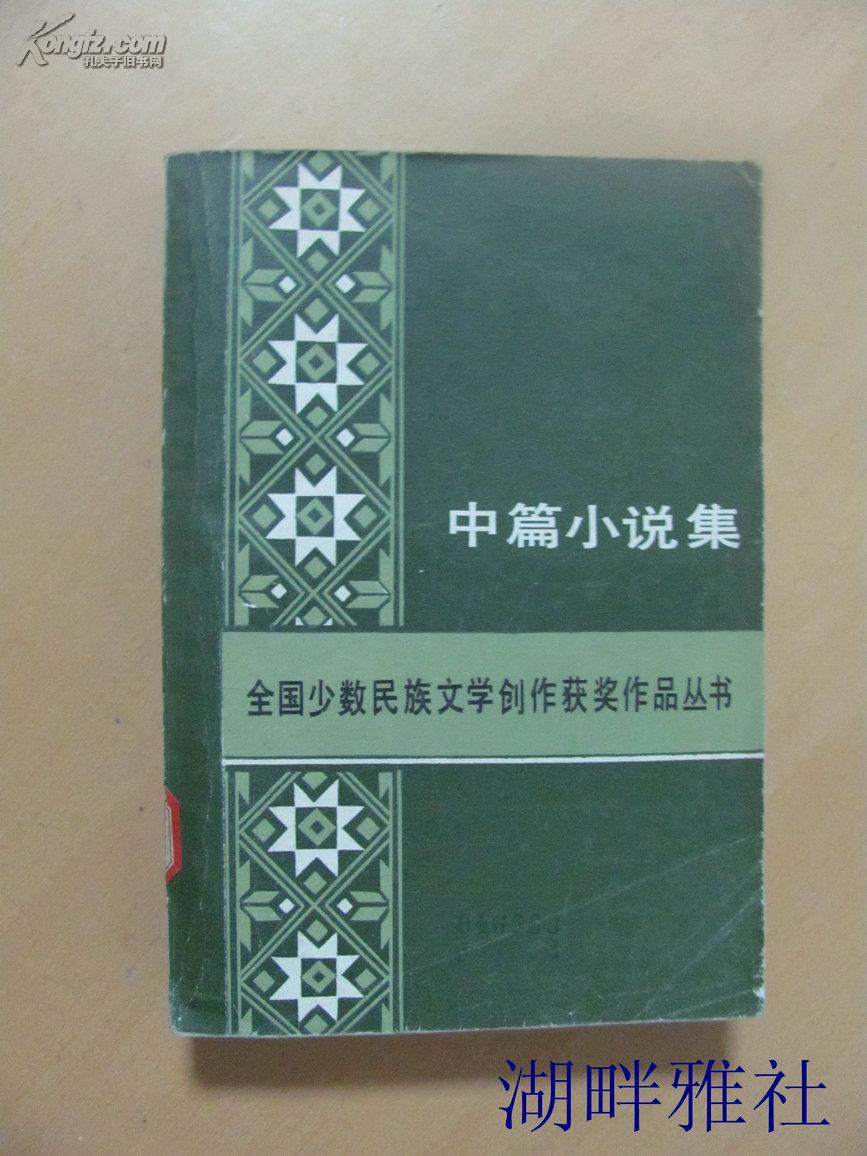 Kongfz.com
孔夫子旧书网
中篇小说集
全国少数民族文学创作获奖作品丛书
湖畔雅社